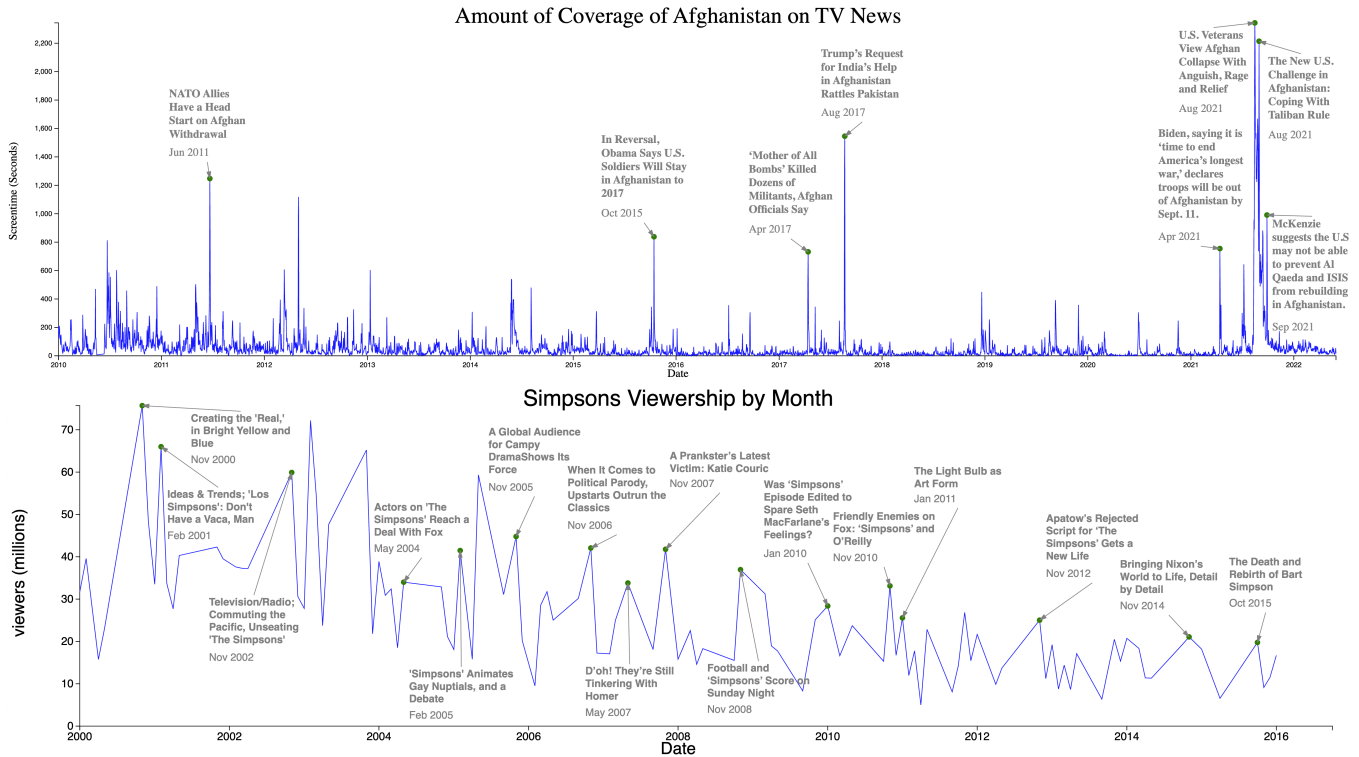 Amount of Coverage of Afghanistan on TV News
Screentime (Seconds)
2,200
2,000
1,800
1,600
1,400
1,200
1,000
800
600
400
200
0
NATO Allies
Have a Head
Start on Afghan
Withdrawal
Jun 2011
In Reversal,
Obama Says U.S.
Soldiers Will Stay
in Afghanistan to
2017
Oct 2015
‘Mother of All
Bombs’ Killed
Dozens of
Militants, Afghan
Officials Say
Apr 2017
Trump’s Request
for India’s Help
in Afghanistan
Rattles Pakistan
Aug 2017
Biden, saying it is
‘time to end
America’s longest
war,’ declares
troops will be out
of Afghanistan by
Sept. 11.
Apr 2021
U.S. Veterans
View Afghan
Collapse With
Anguish, Rage
and Relief
Aug 2021
The New U.S.
Challenge in
Afghanistan:
Coping With
Taliban Rule
Aug 2021
McKenzie
suggests the U.S
may not be able
to prevent Al
Qaeda and ISIS
from rebuilding
in Afghanistan.
Sep 2021
2010 2011 2012 2013 2014 2015 2016 2017 2018 2019 2020 2021 2022
Date
Simpsons Viewership by Month
viewers (millions)
70
60
50
40
30
20
10
0
Creating the 'Real,'
in Bright Yellow and
Blue
Nov 2000
Ideas & Trends; 'Los
Simpsons': Don't
Have a Vaca, Man
Feb 2001
Television/Radio;
Commuting the
Pacific, Unseating
'The Simpsons'
Nov 2002
Actors on 'The
Simpsons' Reach a
Deal With Fox
May 2004
'Simpsons' Animates
Gay Nuptials, and a
Debate
Feb 2005
A Global Audience
for Campy
DramaShows Its
Force
Nov 2005
When It Comes to
Political Parody,
Upstarts Outrun the
Classics
Nov 2006
D’oh! They’re Still
Tinkering With
Homer
May 2007
A Prankster’s Latest
Victim: Katie Couric
Nov 2007
Football and
‘Simpsons’ Score on
Sunday Night
Nov 2008
Was ‘Simpsons’
Episode Edited to
Spare Seth
MacFarlane’s
Feelings?
Jan 2010
Friendly Enemies on
Fox: ‘Simpsons’ and
O’Reilly
Nov 2010
The Light Bulb as
Art Form
Jan 2011
Apatow’s Rejected
Script for ‘The
Simpsons’ Gets a
New Life
Nov 2012
Bringing Nixon’s
World to Life, Detail
by Detail
Nov 2014
The Death and
Rebirth of Bart
Simpson
Oct 2015
2000 2002 2004 2006 2008 2010 2012 2014 2016
Date